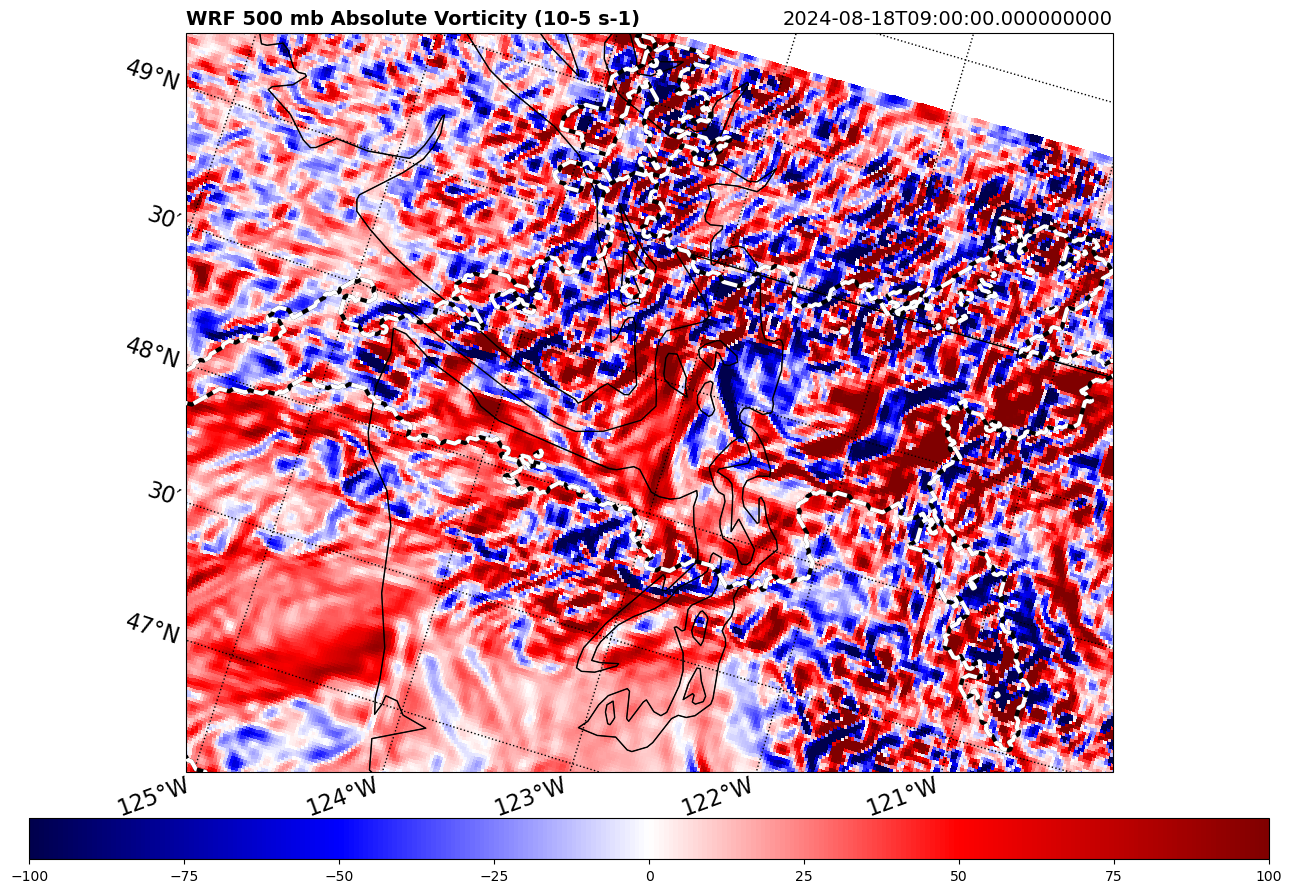 WRF 500 mb Absolute Vorticity (10-5 s-1) 2024-08-18T09:00:00.000000000
49°N
30′
48°N
30′
47°N
125°W 124°W 123°W 122°W 121°W
−100 −75 −50 −25 0 25 50 75 100